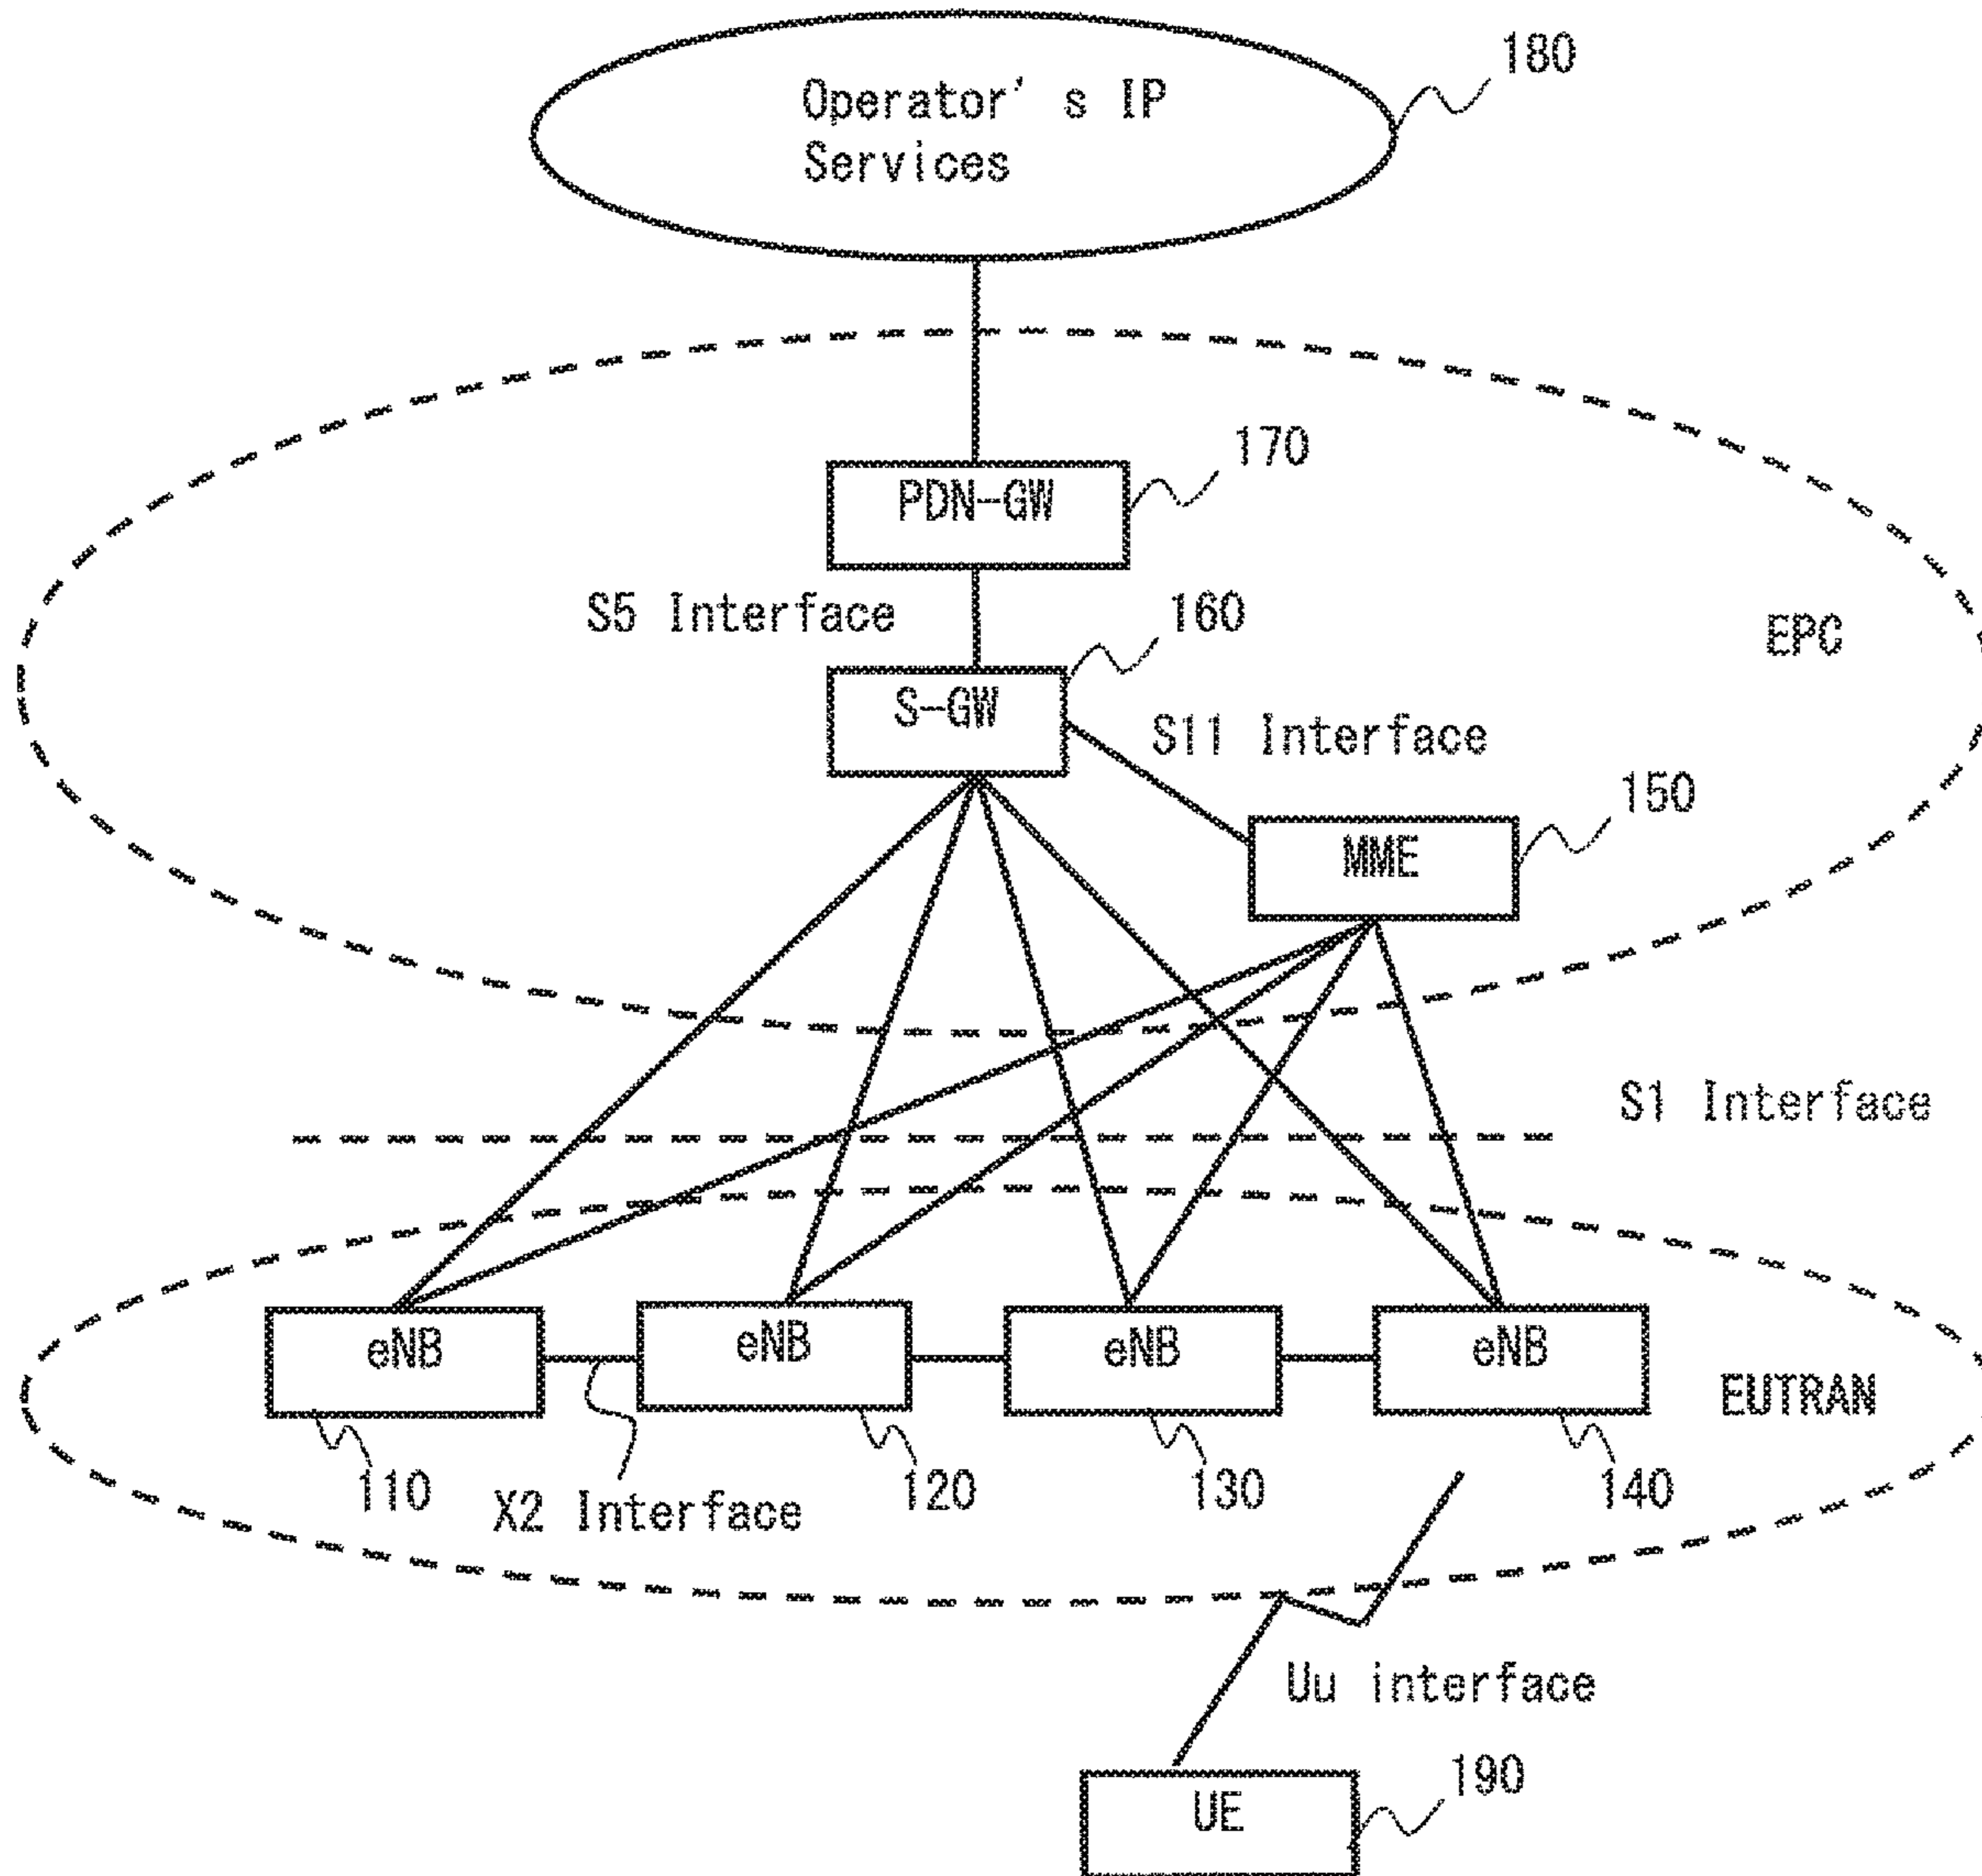 180
Operator's IP
Services
170
PDN-GW
S5 Interface
160
EPC
S-GW
S11 Interface
150
MME
S1 Interface
eNB
eNB
eNB
eNB
EUTRAN
110
X2 Interface
120
130
140
Uu interface
190
UE